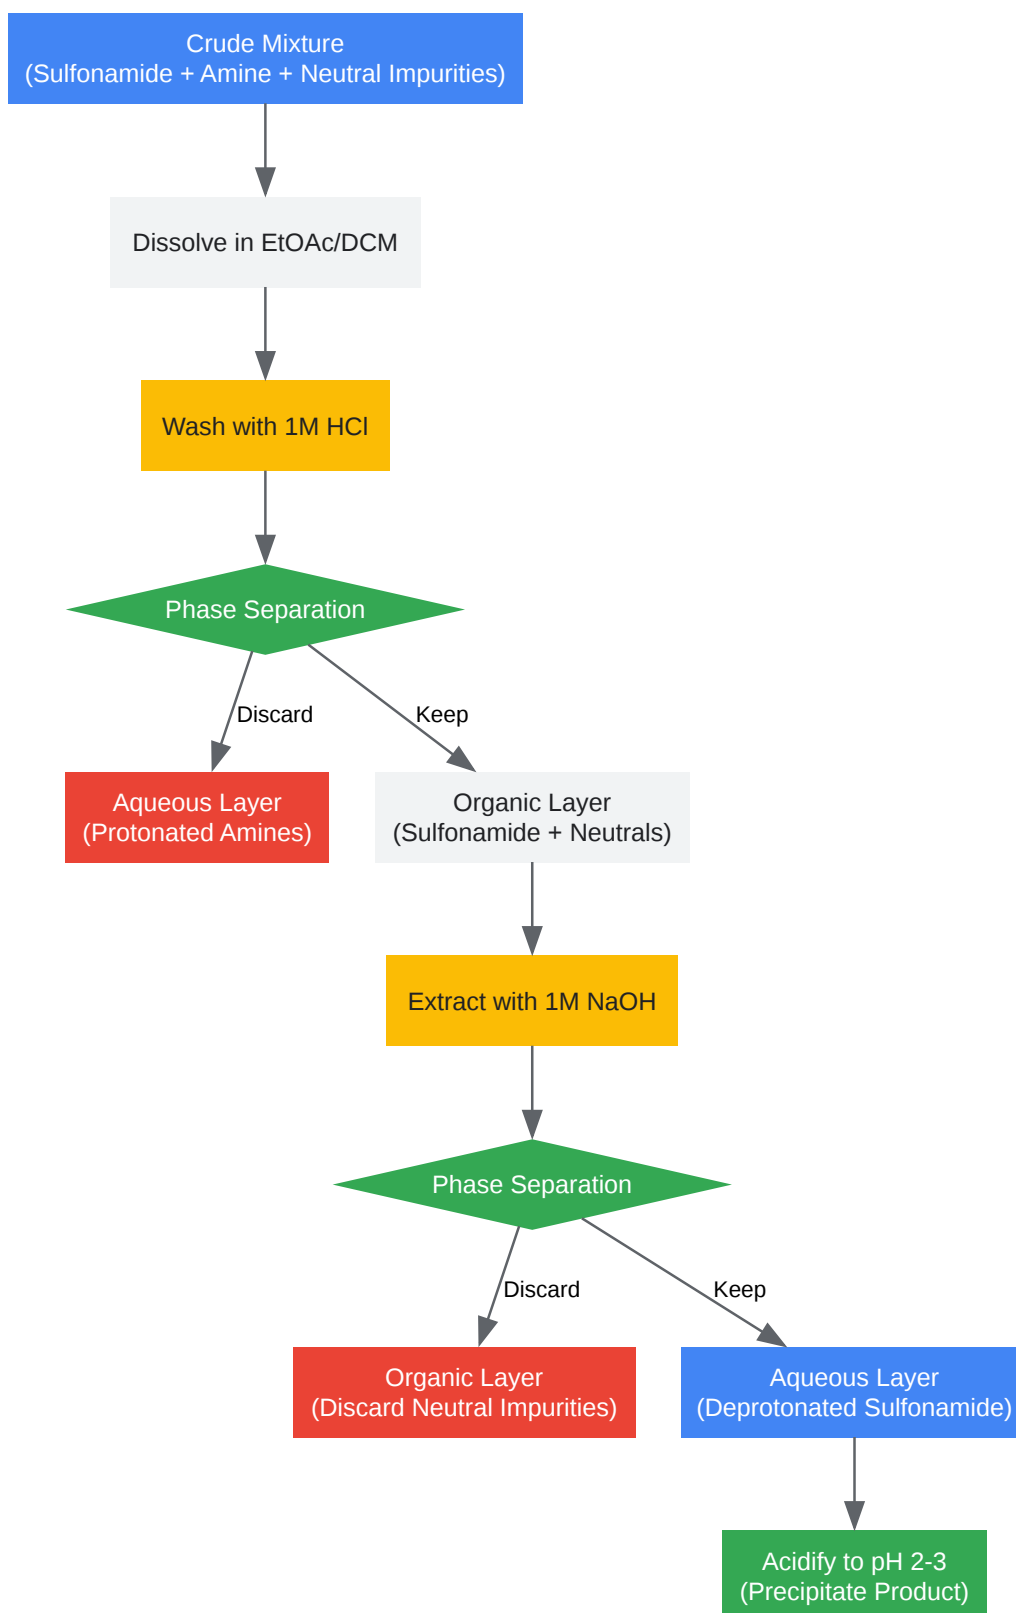 Crude Mixture
(Sulfonamide + Amine + Neutral Impurities)
Dissolve in EtOAc/DCM
Wash with 1M HCl
Phase Separation
Discard
Keep
Aqueous Layer
(Protonated Amines)
Organic Layer
(Sulfonamide + Neutrals)
Extract with 1M NaOH
Phase Separation
Discard
Keep
Organic Layer
(Discard Neutral Impurities)
Aqueous Layer
(Deprotonated Sulfonamide)
Acidify to pH 2-3
(Precipitate Product)